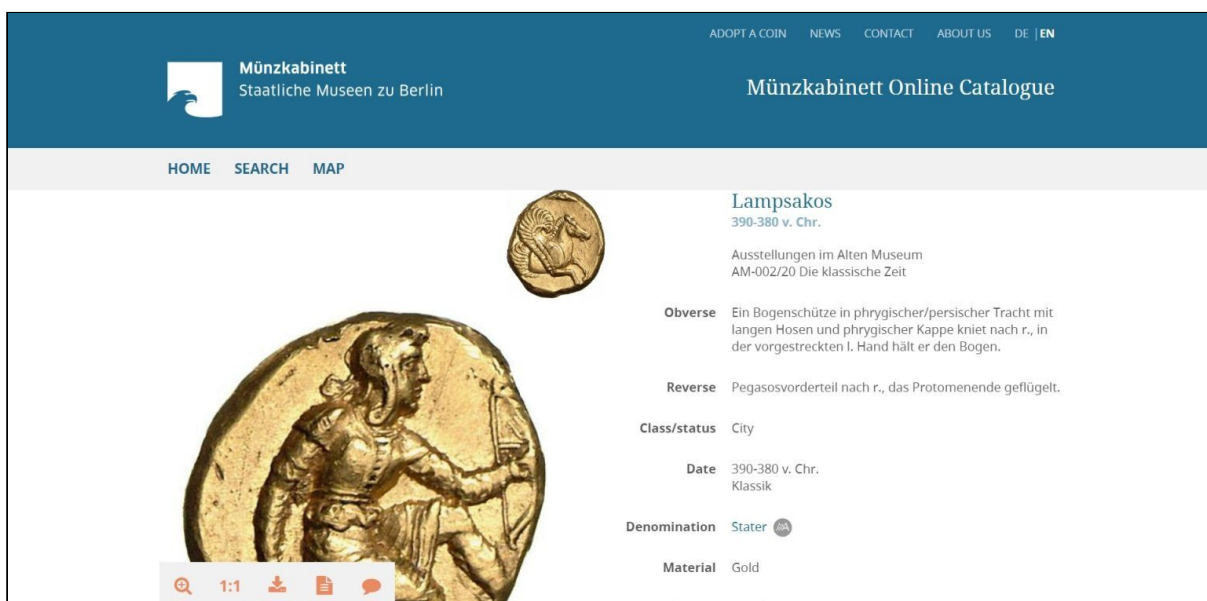 ADOPT A COIN NEWS CONTACT ABOUT US DE | EN
Münzkabinett
Staatliche Museen zu Berlin
Münzkabinett Online Catalogue
HOME SEARCH MAP
Lampsakos
390-380 v. Chr.
Ausstellungen im Alten Museum
AM-002/20 Die klassische Zeit
Obverse Ein Bogenschütze in phrygischer/persischer Tracht mit
langen Hosen und phrygischer Kappe kniet nach r., in
der vorgestreckten l. Hand hält er den Bogen.
Reverse Pegasosvorderteil nach r., das Protomenende geflügelt.
Class/status City
Date 390-380 v. Chr.
Klassik
Denomination Stater
Material Gold
1:1